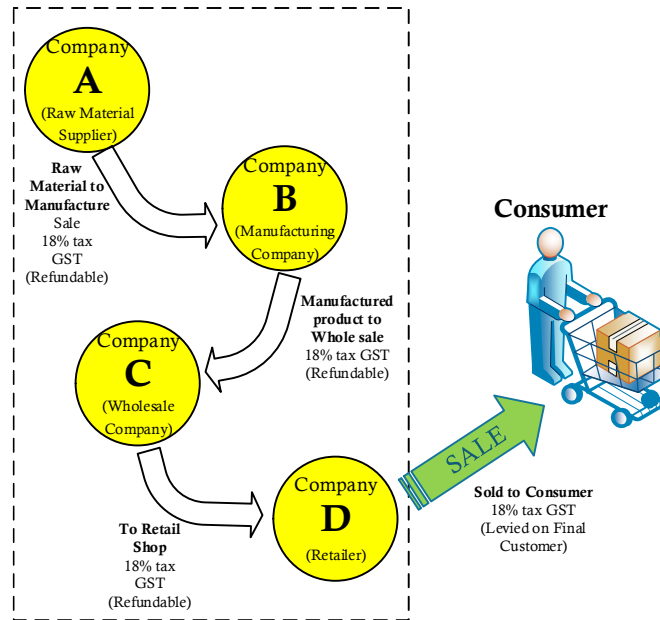 Company
A
(Raw Material
Supplier)
Raw
Material to
Manufacture
Sale
18% tax
GST
(Refundable)
Company
B
(Manufacturing
Company)
Manufactured
product to
Whole sale
18% tax GST
(Refundable)
Company
C
(Wholesale
Company)
To Retail
Shop
18% tax
GST
(Refundable)
Company
D
(Retailer)
SALE
Consumer
Sold to Consumer
18% tax GST
(Levied on Final
Customer)